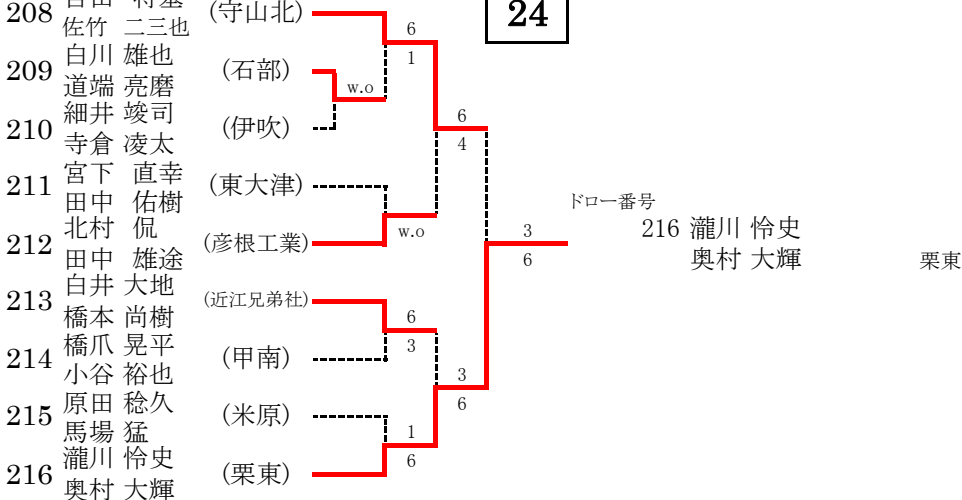 208 (守山北)
佐竹 二三也
24
6
1
209 白川 雄也 (石部)
道端 亮磨
w.o
210 細井 竣司 (伊吹)
寺倉 凌太
6
4
211 宮下 直幸 (東大津)
田中 佑樹
212 北村 侃 (彦根工業)
田中 雄途
w.o
ドロー番号
216 瀧川 怜史
奥村 大輝 栗東
3
6
213 白井 大地 (近江兄弟社)
橋本 尚樹
6
3
214 橋爪 晃平 (甲南)
小谷 裕也
3
6
215 原田 稔久 (米原)
馬場 猛
1
6
216 瀧川 怜史 (栗東)
奥村 大輝